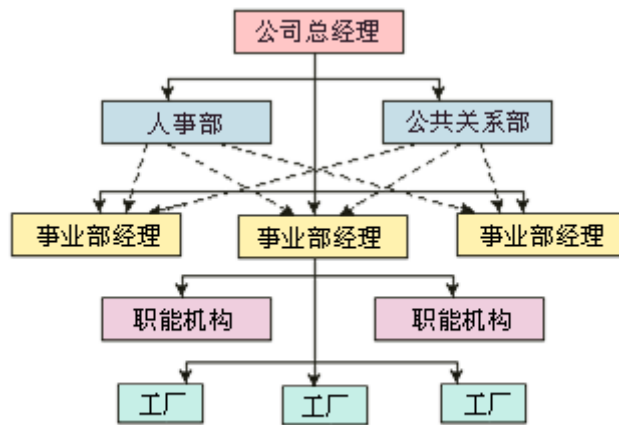 公司总经理
人事部
公共关系部
事业部经理
事业部经理
事业部经理
职能机构
职能机构
工厂
工厂
工厂